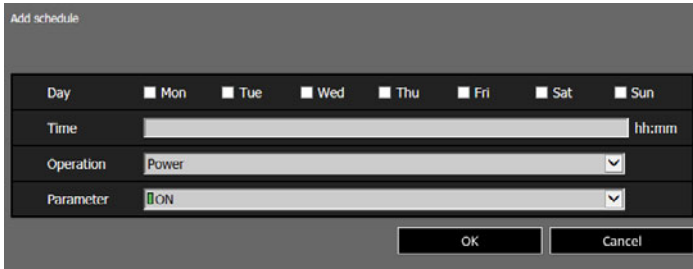 Add schedule
Day Mon Tue Wed Thu Fri Sat Sun
Time hh:mm
Operation Power
Parameter ON
OK Cancel